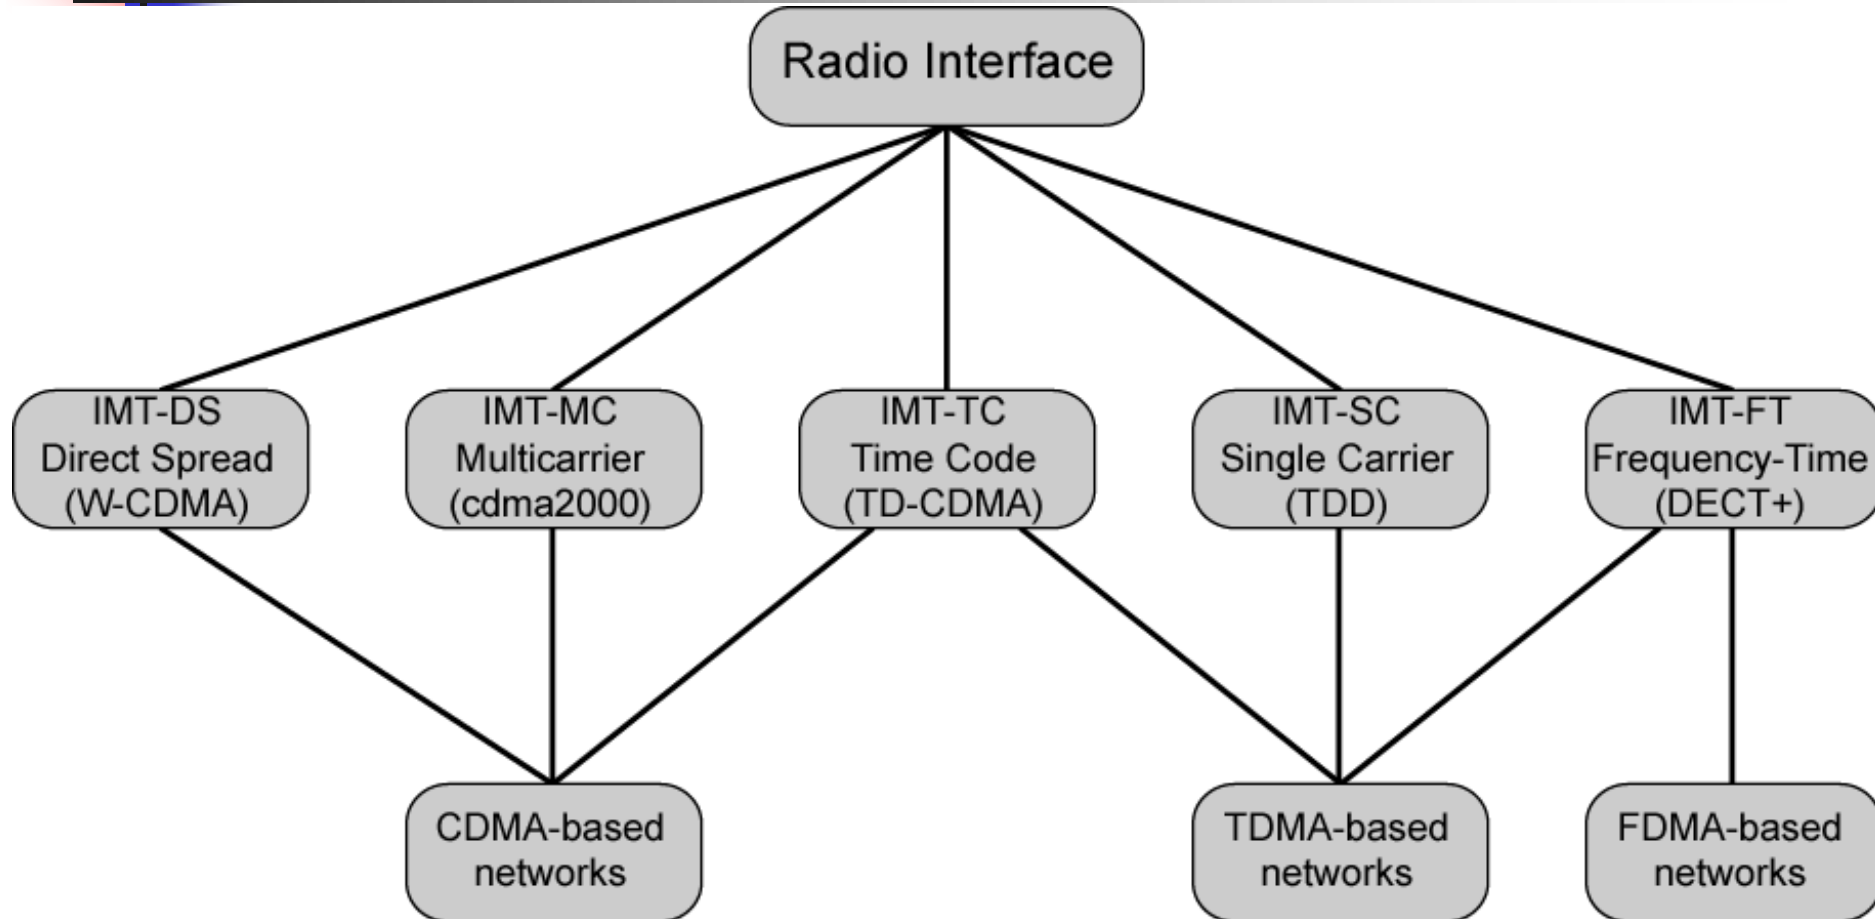 Radio Interface
IMT-DS
Direct Spread
(W-CDMA)
IMT-MC
Multicarrier
(cdma2000)
IMT-TC
Time Code
(TD-CDMA)
IMT-SC
Single Carrier
(TDD)
IMT-FT
Frequency-Time
(DECT+)
CDMA-based
networks
TDMA-based
networks
FDMA-based
networks